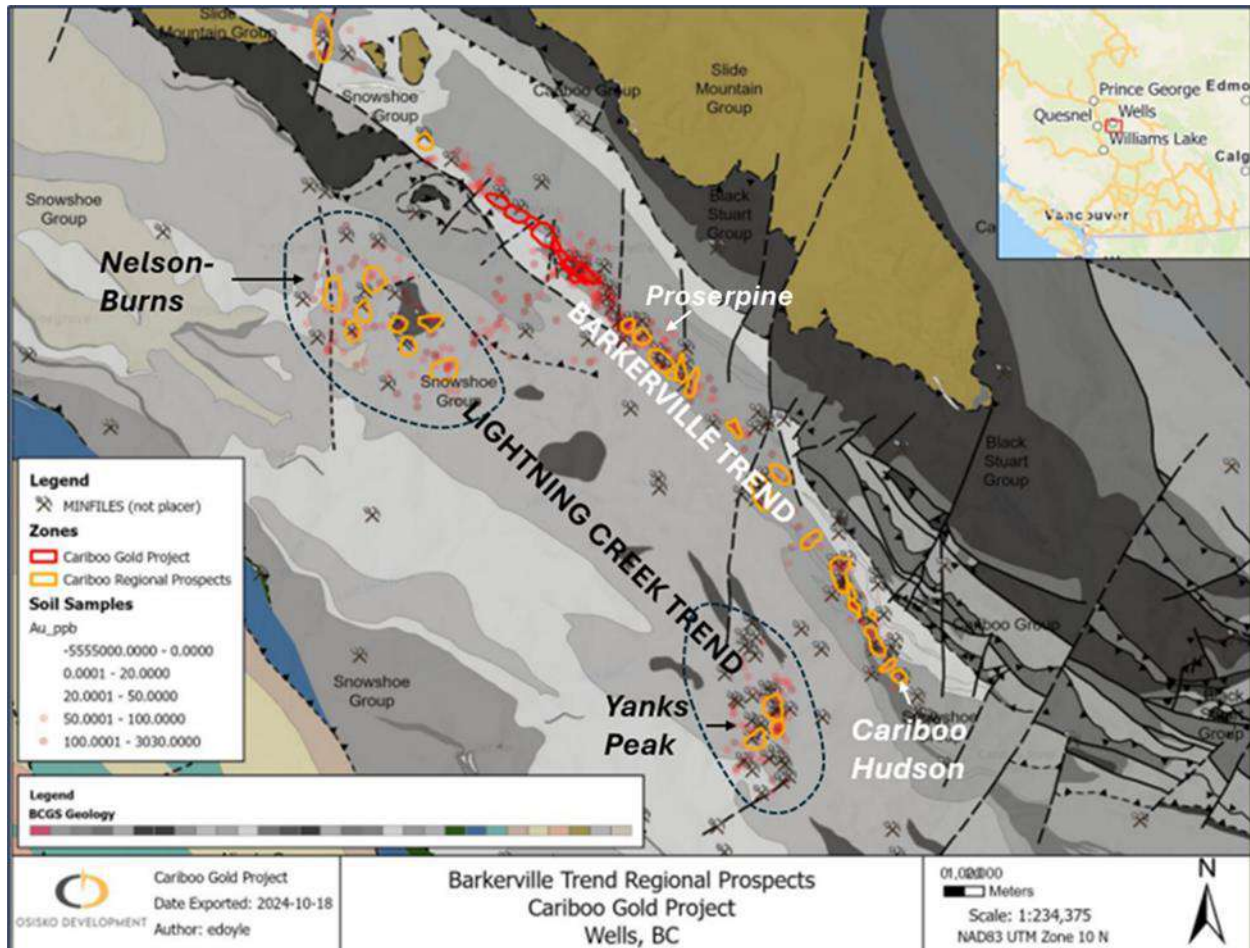 Slide
Mountain Group
Snowshoe
Group
Cariboo Group
Slide
Mountain
Group
Prince George
Edmo
Quesnel
Wells
Williams Lake
Calg
Vancouver
Ca
Snowshoe
Group
Black
Stuart
Group
Nelson-
Burns
Proserpine
BARKERVILLE TREND
Snowshoe
Group
LIGHTNING CREEK TREND
Black
Stuart
Group
Cariboo Group
Snowshoe
Group
Yanks
Peak
Cariboo
Hudson
Group
Legend
MINFILES (not placer)
Zones
Cariboo Gold Project
Cariboo Regional Prospects
Soil Samples
Au_ppb
-5555000.0000 - 0.0000
0.0001 - 20.0000
20.0001 - 50.0000
50.0001 - 100.0000
100.0001 - 3030.0000
Legend
BCGS Geology
OSISKO DEVELOPMENT
Cariboo Gold Project
Date Exported: 2024-10-18
Author: edoyle
Barkerville Trend Regional Prospects
Cariboo Gold Project
Wells, BC
Meters
Scale: 1:234,375
NAD83 UTM Zone 10 N
N